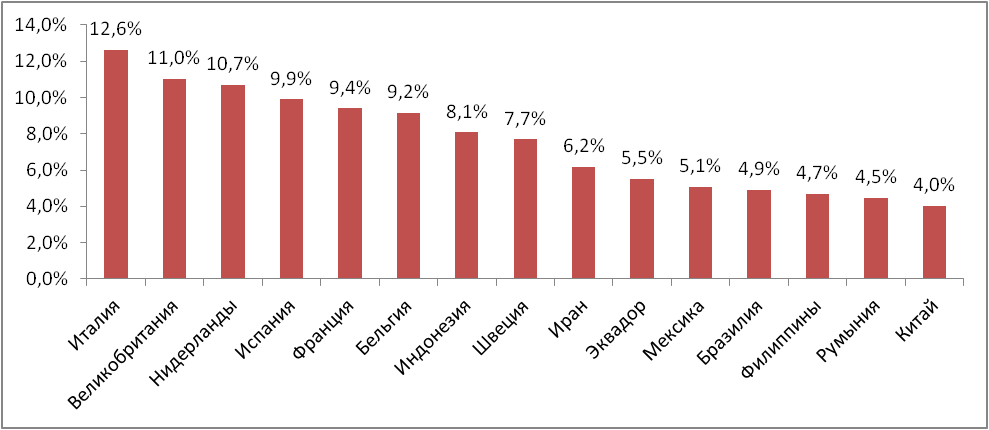 14,0%
12,0%
10,0%
8,0%
6,0%
4,0%
2,0%
0,0%
12,6%
11,0%
10,7%
9,9%
9,4%
9,2%
8,1%
7,7%
6,2%
5,5%
5,1%
4,9%
4,7%
4,5%
4,0%
Италия
Великобритания
Нидерланды
Испания
Франция
Бельгия
Индонезия
Швеция
Иран
Эквадор
Мексика
Бразилия
Филиппины
Румыния
Китай